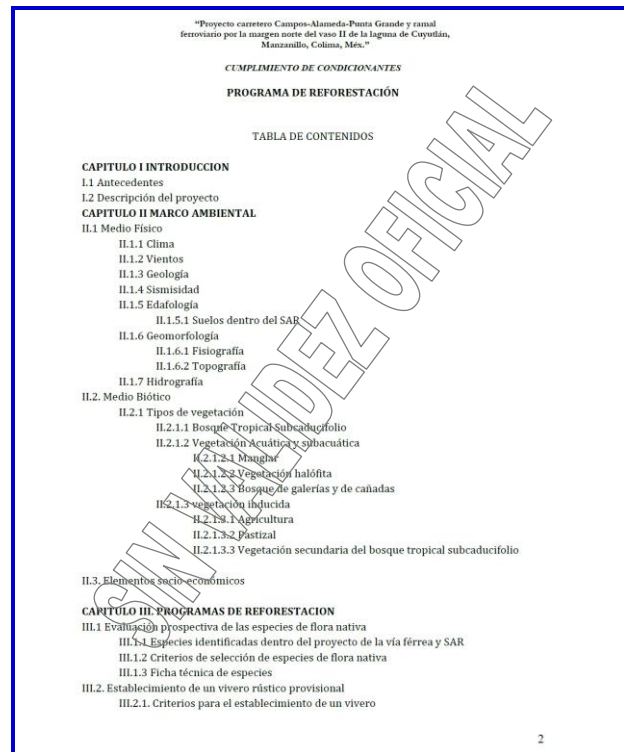 “Proyecto carretero Campos-Alameda-Punta Grande y ramal
ferroviario por la margen norte del vaso II de la laguna de Cuyutlán,
Manzanillo, Colima, Méx.”
CUMPLIMIENTO DE CONDICIONANTES
PROGRAMA DE REFORESTACIÓN
TABLA DE CONTENIDOS
CAPITULO I INTRODUCCION
I.1 Antecedentes
I.2 Descripción del proyecto
CAPITULO II MARCO AMBIENTAL
II.1 Medio Físico
II.1.1 Clima
II.1.2 Vientos
II.1.3 Geología
II.1.4 Sismisidad
II.1.5 Edafología
II.1.5.1 Suelos dentro del SAR
II.1.6 Geomorfología
II.1.6.1 Fisiografía
II.1.6.2 Topografía
II.1.7 Hidrografía
II.2. Medio Biótico
II.2.1 Tipos de vegetación
II.2.1.1 Bosque Tropical Subcaducifolio
II.2.1.2 Vegetación Acuática y subacuática
II.2.1.2.1 Manglar
II.2.1.2.2 Vegetación halófita
II.2.1.2.3 Bosque de galerías y de cañadas
II.2.1.3 vegetación inducida
II.2.1.3.1 Agricultura
II.2.1.3.2 Pastizal
II.2.1.3.3 Vegetación secundaria del bosque tropical subcaducifolio
II.3. Elementos socio-económicos
CAPITULO III. PROGRAMAS DE REFORESTACION
III.1 Evaluación prospectiva de las especies de flora nativa
III.1.1 Especies identificadas dentro del proyecto de la vía férrea y SAR
III.1.2 Criterios de selección de especies de flora nativa
III.1.3 Ficha técnica de especies
III.2. Establecimiento de un vivero rústico provisional
III.2.1. Criterios para el establecimiento de un vivero
2
SIN VALIDEZ OFICIAL